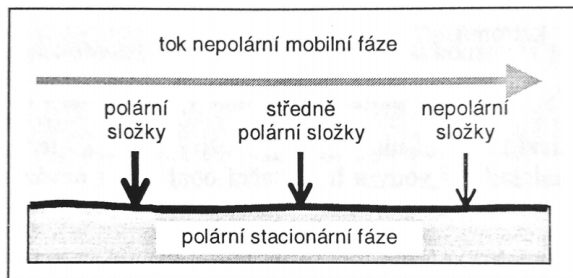 tok nepolární mobilní fáze
polární
složky
středně
polární složky
nepolární
složky
polární stacionární fáze